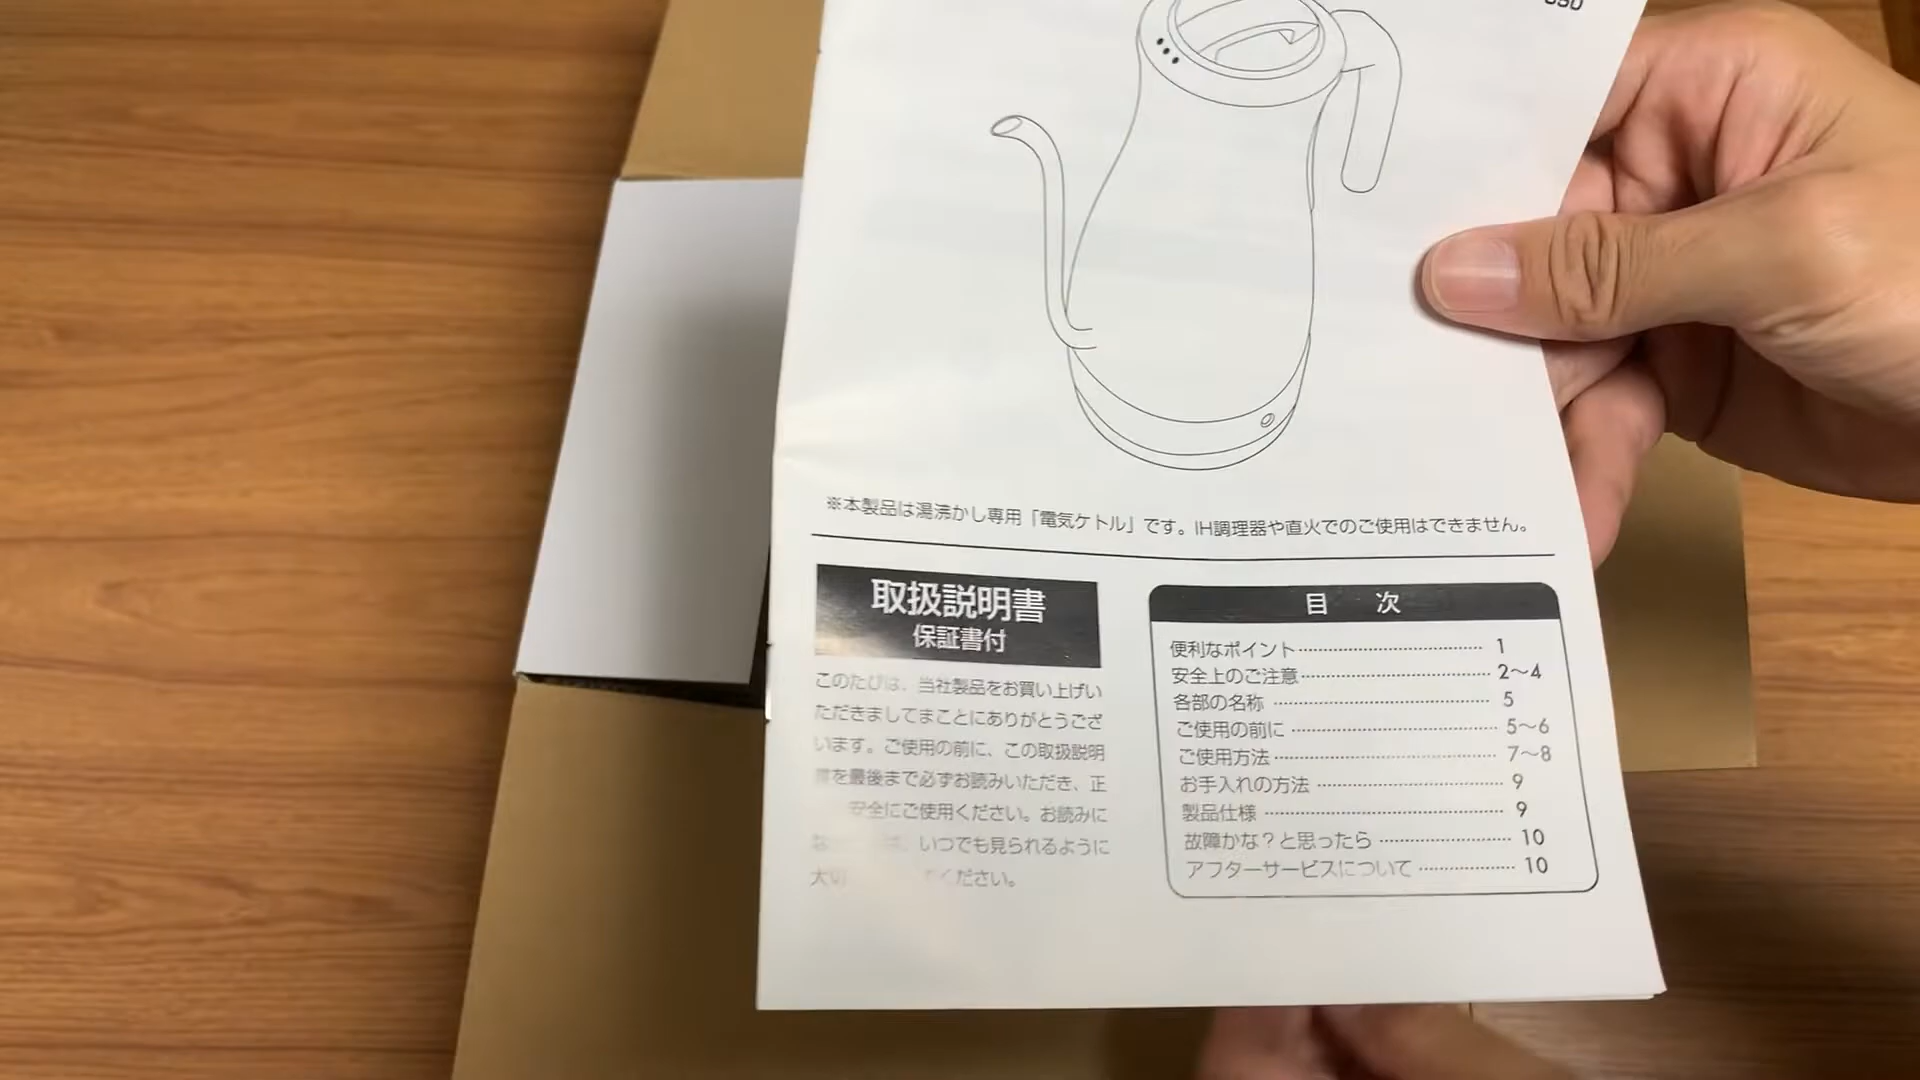 ※本製品は湯沸かし専用「電気ケトル」です。IH調理器や直火でのご使用はできません。
取扱説明書
保証書付
このたびは、当社製品をお買い上げい
ただきましてまことにありがとうござ
います。ご使用の前に、この取扱説明
書を最後まで必ずお読みいただき、正
安全にご使用ください。お読みに
な
は、いつでも見られるように
大切
ください。
目 次
便利なポイント 1
安全上のご注意 2〜4
各部の名称 5
ご使用の前に 5〜6
ご使用方法 7〜8
お手入れの方法 9
製品仕様 9
故障かな？と思ったら 10
アフターサービスについて 10